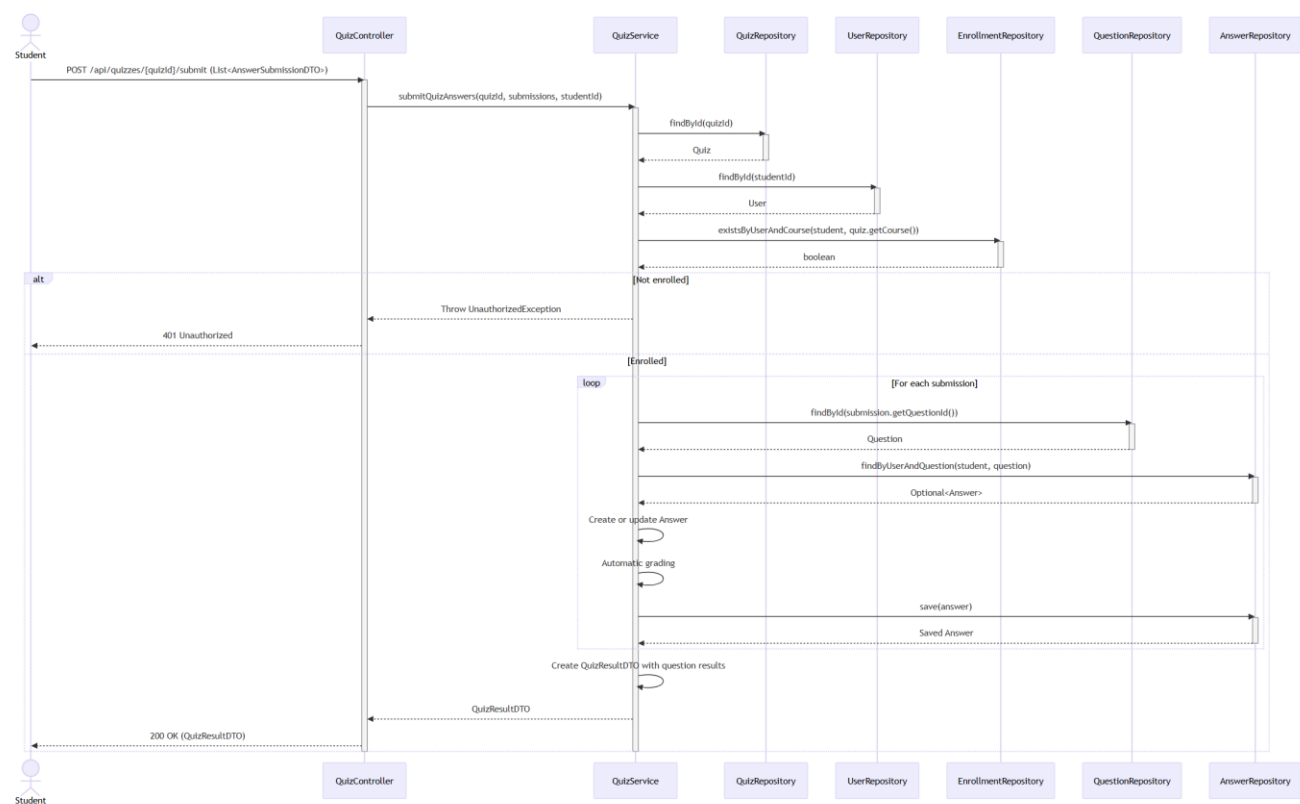 Student
QuizController
QuizService
QuizRepository
UserRepository
EnrollmentRepository
QuestionRepository
AnswerRepository
POST /api/quizzes/[quizId]/submit (List<AnswerSubmissionDTO>)
submitQuizAnswers(quizId, submissions, studentId)
findById(quizId)
Quiz
findById(studentId)
User
existsByUserAndCourse(student, quiz.getCourse())
boolean
alt
[Not enrolled]
Throw UnauthorizedException
401 Unauthorized
[Enrolled]
loop
[For each submission]
findById(submission.getQuestionId())
Question
findByUserAndQuestion(student, question)
Optional<Answer>
Create or update Answer
Automatic grading
save(answer)
Saved Answer
Create QuizResultDTO with question results
QuizResultDTO
200 OK (QuizResultDTO)
Student
QuizController
QuizService
QuizRepository
UserRepository
EnrollmentRepository
QuestionRepository
AnswerRepository